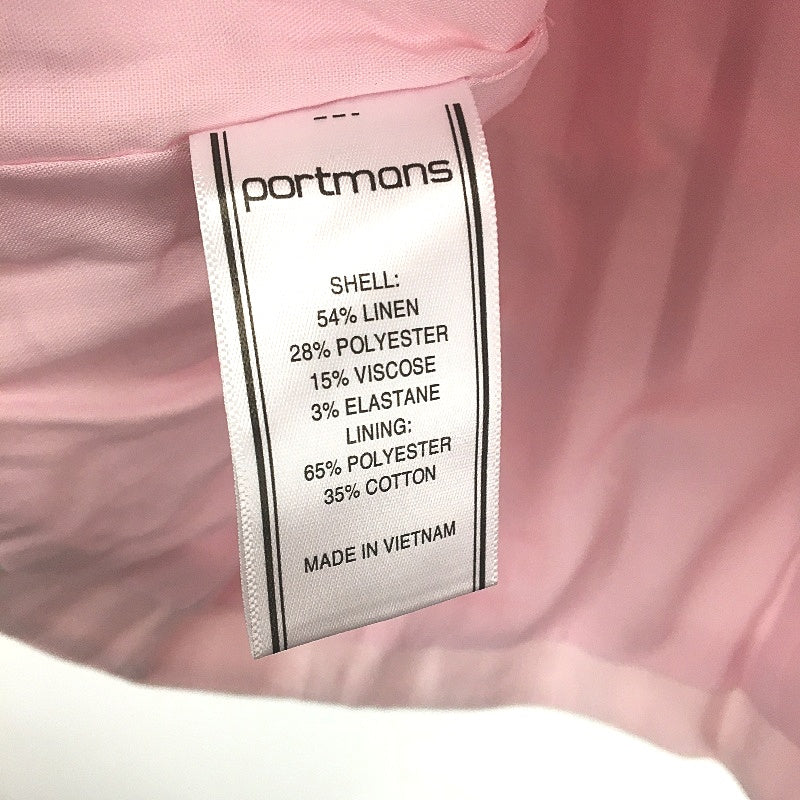 portmans
SHELL:
54% LINEN
28% POLYESTER
15% VISCOSE
3% ELASTANE
LINING:
65% POLYESTER
35% COTTON
MADE IN VIETNAM